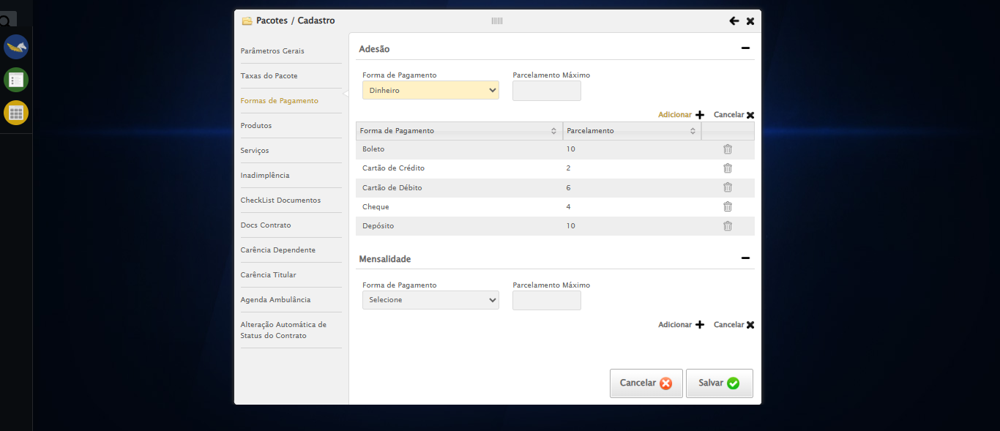 Pacotes / Cadastro
Parâmetros Gerais
Taxas do Pacote
Formas de Pagamento
Produtos
Serviços
Inadimplência
CheckList Documentos
Docs Contrato
Carência Dependente
Carência Titular
Agenda Ambulância
Alteração Automática de
Status do Contrato
Adesão
Forma de Pagamento Parcelamento Máximo
Dinheiro
Adicionar Cancelar
Forma de Pagamento Parcelamento
Boleto 10
Cartão de Crédito 2
Cartão de Débito 6
Cheque 4
Depósito 10
Mensalidade
Forma de Pagamento Parcelamento Máximo
Selecione
Adicionar Cancelar
Cancelar Salvar